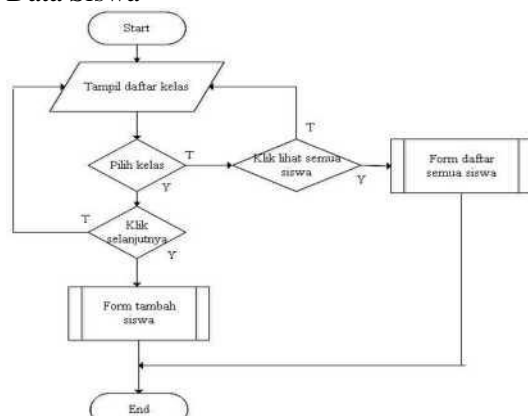 Data Siswa
Start
Tampil daftar kelas
T
Pilih kelas
T
Klik lihat semua
siswa
Y
Form daftar
semua siswa
Y
T
Klik
selanjutnya
Y
Form tambah
siswa
End